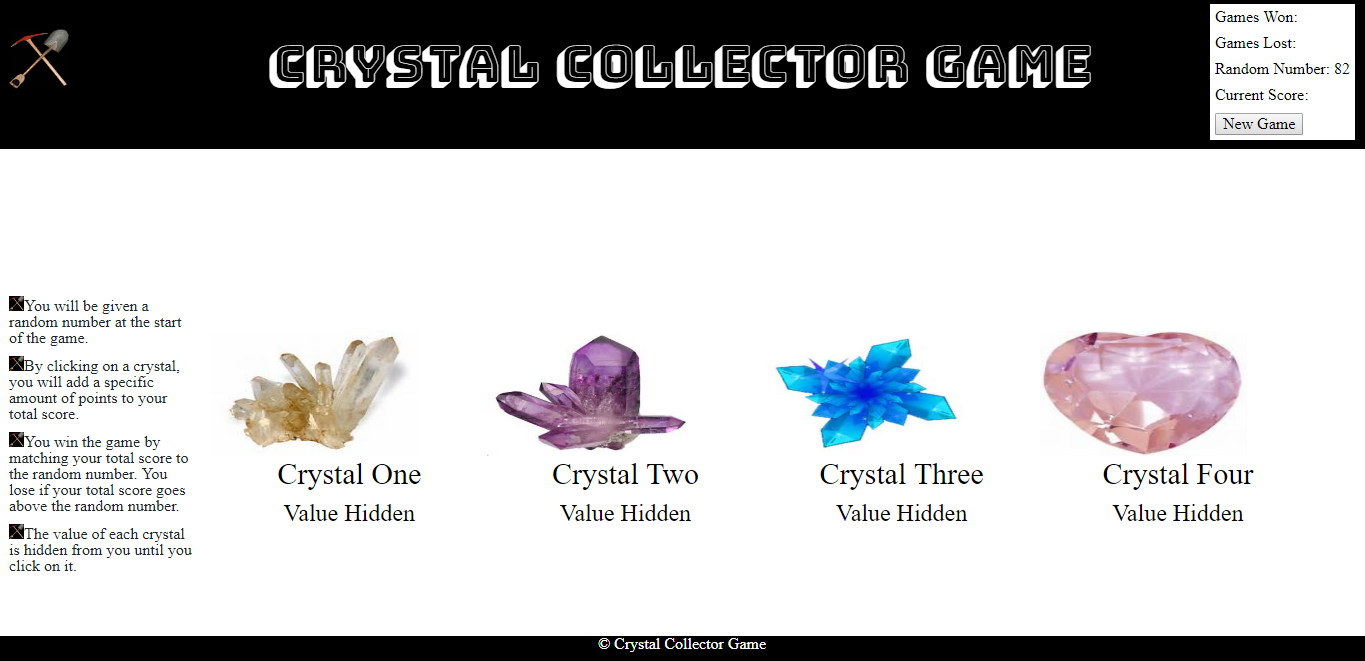 CRYSTAL COLLECTOR GAME
Games Won:
Games Lost:
Random Number: 82
Current Score:
New Game
You will be given a
random number at the start
of the game.
By clicking on a crystal,
you will add a specific
amount of points to your
total score.
You win the game by
matching your total score to
the random number. You
lose if your total score goes
above the random number.
The value of each crystal
is hidden from you until you
click on it.
Crystal One
Value Hidden
Crystal Two
Value Hidden
Crystal Three
Value Hidden
Crystal Four
Value Hidden
© Crystal Collector Game